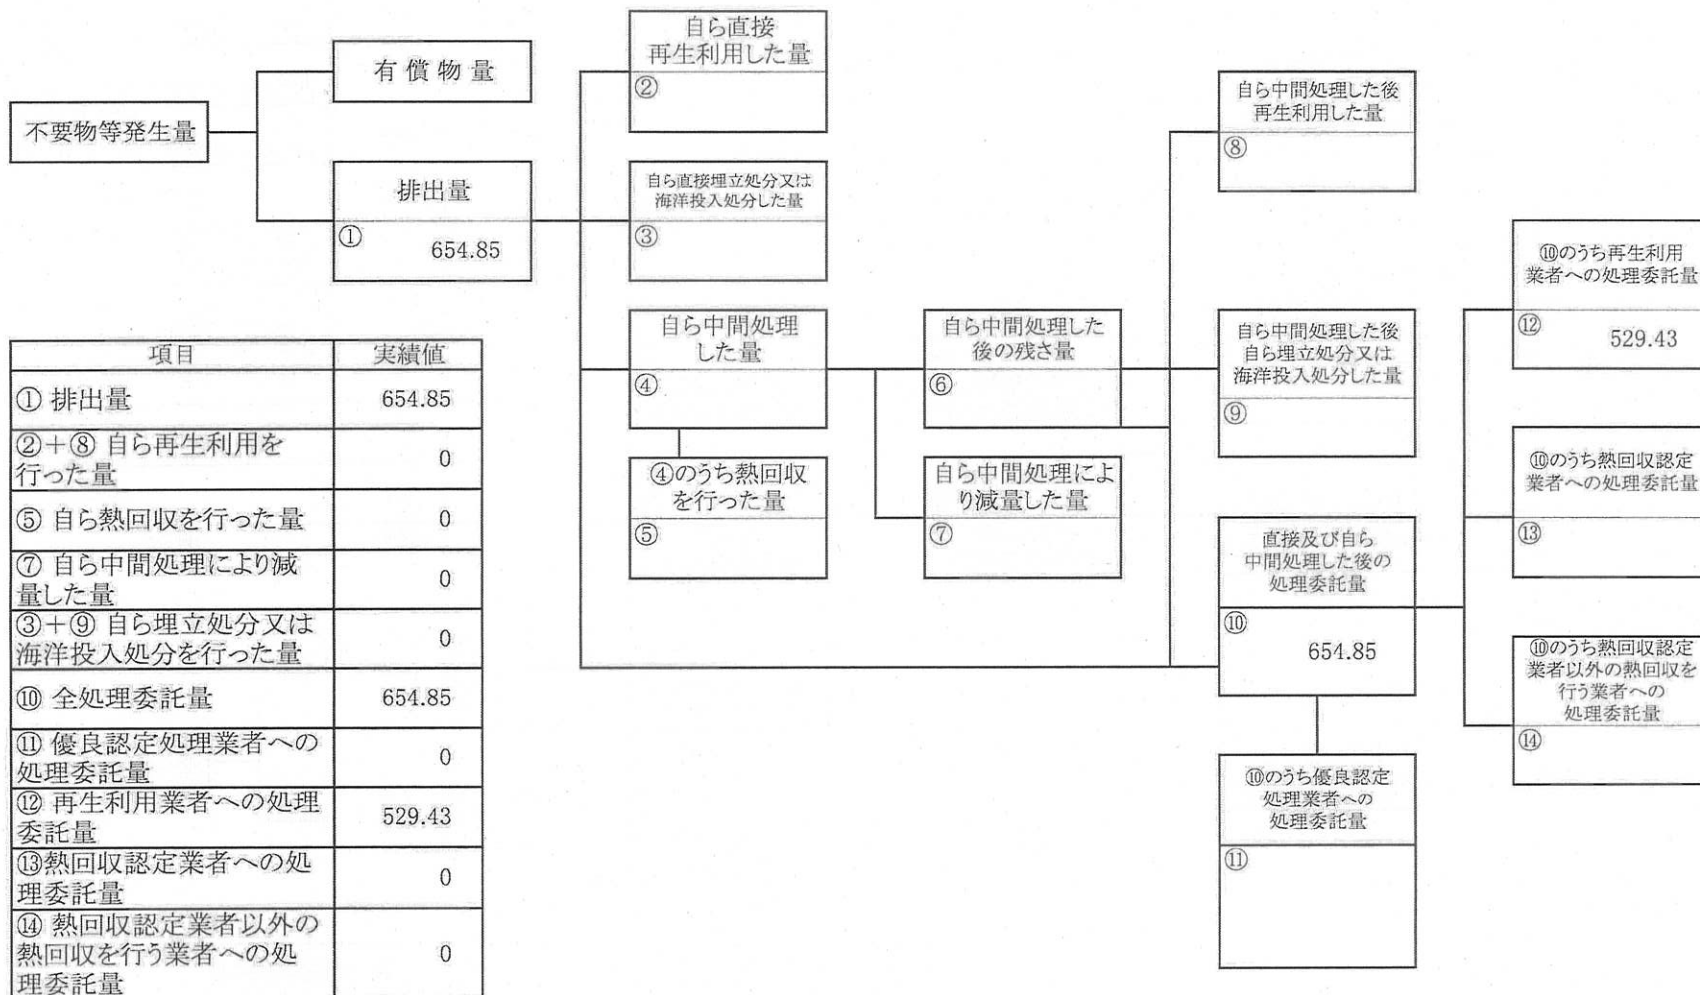 不要物等発生量
有償物量
排出量
①
654.85
自ら直接
再生利用した量
②
自ら直接埋立処分又は
海洋投入処分した量
③
自ら中間処理
した量
④
④のうち熱回収
を行った量
⑤
自ら中間処理した
後の残さ量
⑥
自ら中間処理によ
り減量した量
⑦
自ら中間処理した後
再生利用した量
⑧
自ら中間処理した後
自ら埋立処分又は
海洋投入処分した量
⑨
直接及び自ら
中間処理した後の
処理委託量
⑩
654.85
⑩のうち優良認定
処理業者への
処理委託量
⑪
⑩のうち再生利用
業者への処理委託量
⑫
529.43
⑩のうち熱回収認定
業者への処理委託量
⑬
⑩のうち熱回収認定
業者以外の熱回収を
行う業者への
処理委託量
⑭
項目 実績値
① 排出量 654.85
②+⑧ 自ら再生利用を
行った量 0
⑤ 自ら熱回収を行った量 0
⑦ 自ら中間処理により減
量した量 0
③+⑨ 自ら埋立処分又は
海洋投入処分を行った量 0
⑩ 全処理委託量 654.85
⑪ 優良認定処理業者への
処理委託量 0
⑫ 再生利用業者への処理
委託量 529.43
⑬熱回収認定業者への処
理委託量 0
⑭ 熱回収認定業者以外の
熱回収を行う業者への処
理委託量 0